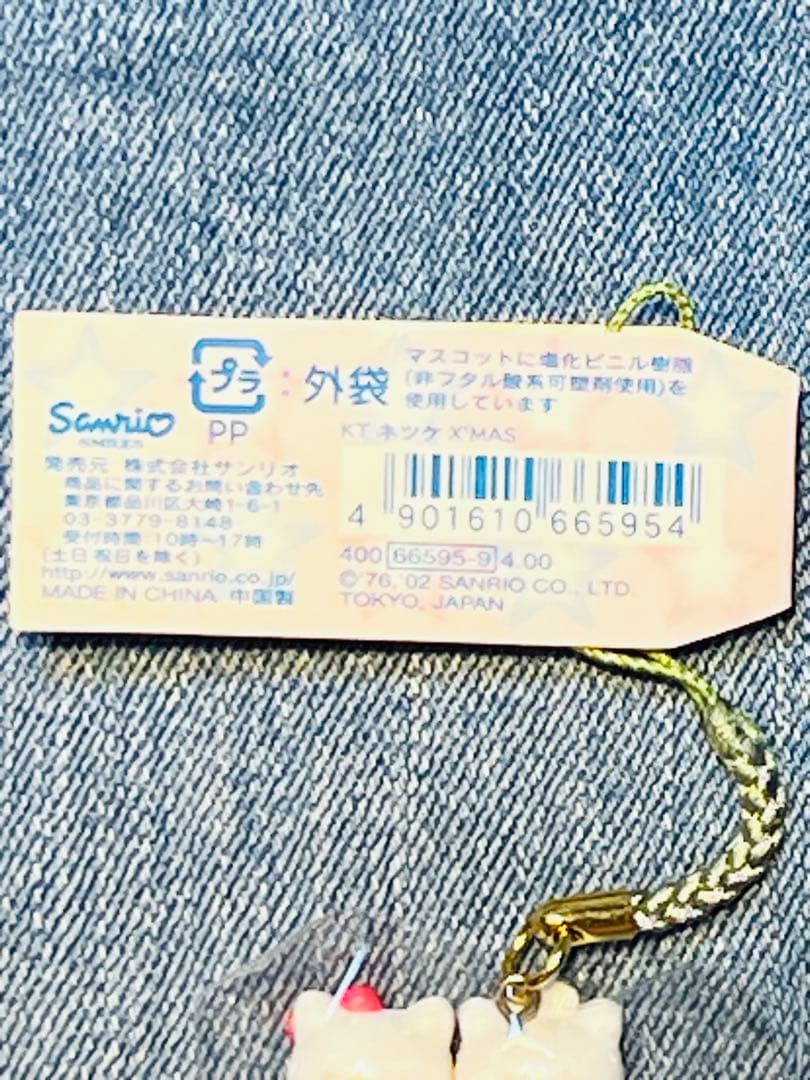 Sanrio
SMILES
プラ : 外袋
PP
マスコットに塩化ビニル樹脂
(非フタル酸系可塑剤使用)を
使用しています
KT ネツケ X'MAS
4 901610 665954
400 66595-9 4.00
© '76, '02 SANRIO CO., LTD.
TOKYO, JAPAN
発売元 株式会社サンリオ
商品に関するお問い合わせ先
東京都品川区大崎1-6-1
03-3779-8148
受付時間 10時〜17時
(土日祝日を除く)
http://www.sanrio.co.jp/
MADE IN CHINA 中国製